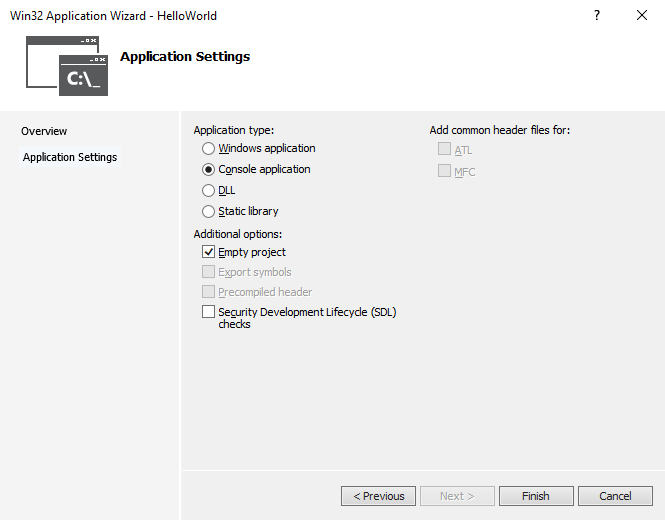 Win32 Application Wizard - HelloWorld
?
C:\_
Application Settings
Overview
Application Settings
Application type:
Windows application
Console application
DLL
Static library
Additional options:
Empty project
Export symbols
Precompiled header
Security Development Lifecycle (SDL)
checks
Add common header files for:
ATL
MFC
< Previous
Next >
Finish
Cancel